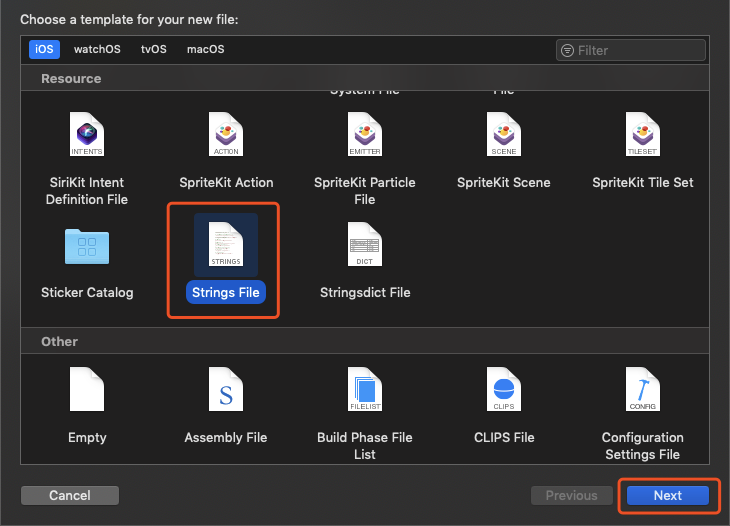 Choose a template for your new file:
iOS watchOS tvOS macOS Filter
Resource
System File File
INTENTS ACTION EMITTER SCENE TILESET
SiriKit Intent SpriteKit Action SpriteKit Particle SpriteKit Scene SpriteKit Tile Set
Definition File File
STRINGS DICT
Sticker Catalog Strings File Stringsdict File
Other
S FILELIST CLIPS CONFIG
Empty Assembly File Build Phase File CLIPS File Configuration
List Settings File
Cancel Previous Next